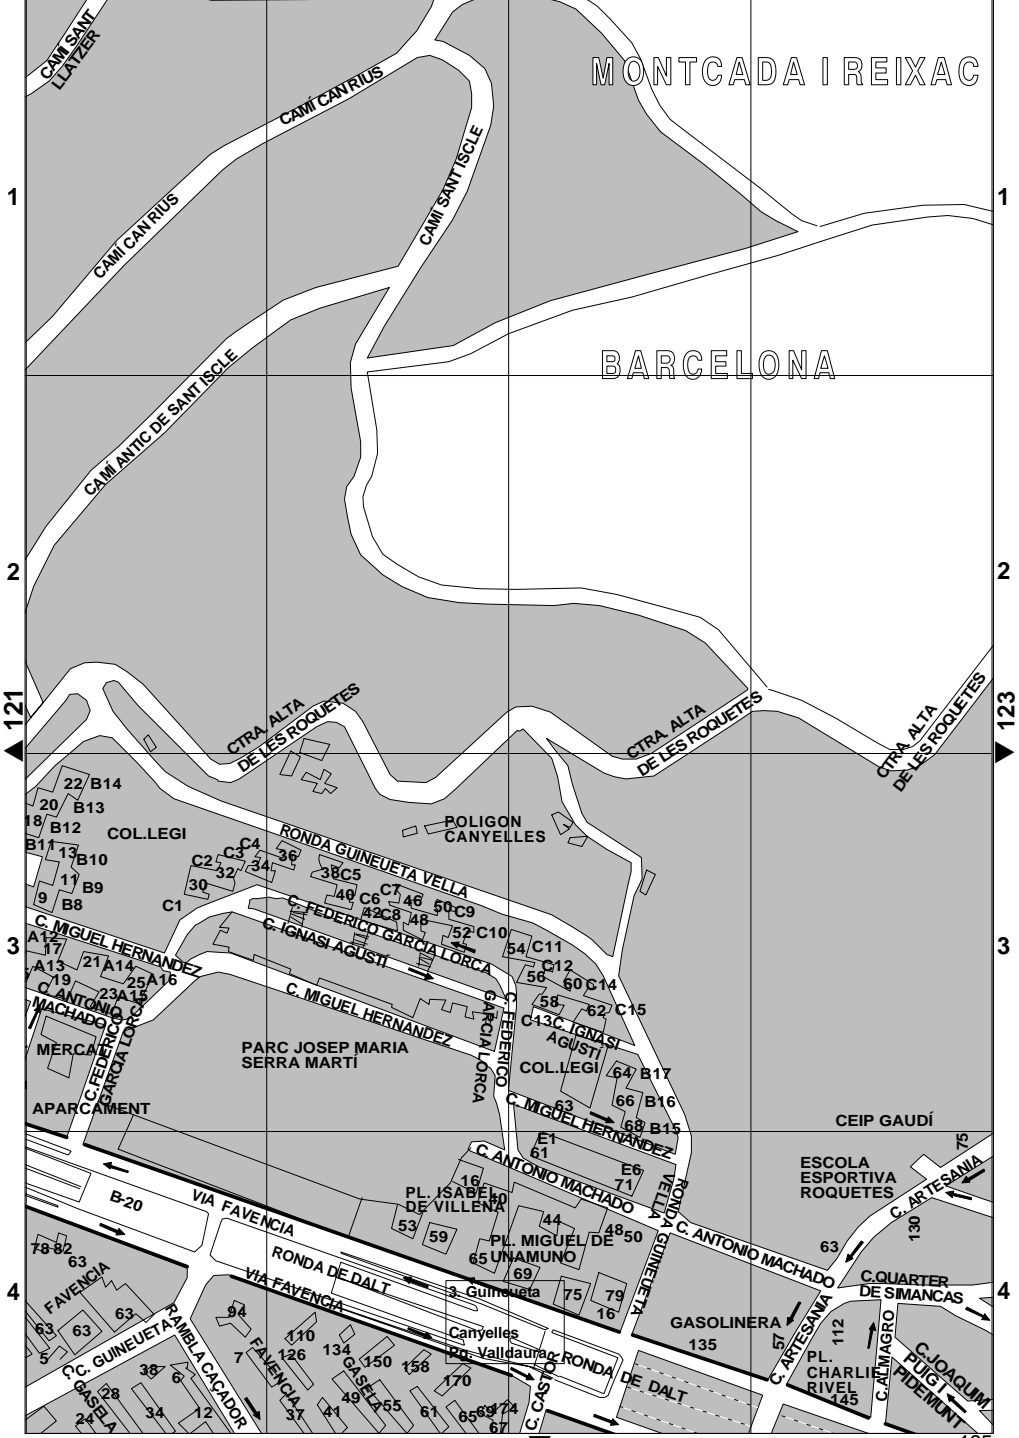 CAMÍ SANT
LLATZER
MONTCADA I REIXAC
CAMÍ CAN RIUS
CAMÍ SANT ISCLE
1
1
CAMÍ CAN RIUS
BARCELONA
CAMÍ ANTIC DE SANT ISCLE
2
2
121
123
CTRA. ALTA
DE LES ROQUETES
CTRA. ALTA
DE LES ROQUETES
CTRA. ALTA
DE LES ROQUETES
22 B14
20
B13
18
B12
B11
13
B10
11
B9
9
B8
COL.LEGI
POLIGON
CANYELLES
RONDA GUINEUETA VELLA
C4
C3
36
C2
34
32
30
C1
38 C5
40
C6
C7
42 C8
46
48
50 C9
52 C10
54 C11
C12
56
60 C14
58
62 C15
C13
3
3
C. FEDERICO GARCIA LORCA
C. IGNASI AGUSTÍ
C. MIGUEL HERNANDEZ
A12
17
A13
21 A14
19
25 A16
23 A15
C. ANTONIO
MACHADO
C. MIGUEL HERNANDEZ
C. FEDERICO
GARCIA LORCA
C. FEDERICO
GARCIA LORCA
C. IGNASI
AGUSTÍ
COL.LEGI
MERCAT
APARCAMENT
PARC JOSEP MARIA
SERRA MARTÍ
64 B17
66 B16
68 B15
63
C. MIGUEL HERNANDEZ
E1
61
E6
71
C. ANTONIO MACHADO
CEIP GAUDÍ
75
ESCOLA
ESPORTIVA
ROQUETES
C. ARTESANIA
130
63
B-20
VIA FAVENCIA
RONDA DE DALT
VIA FAVENCIA
16
40
PL. ISABEL
DE VILLENA
53
59
44
48
50
PL. MIGUEL DE
UNAMUNO
65
69
75
79
16
RONDA GUINEUETA
VELLA
C. ANTONIO MACHADO
C.QUARTER
DE SIMANCAS
4
4
78 82
63
FAVENCIA
63
63
63
5
C. GUINEUETA
C. GASELA
RAMBLA CAÇADOR
94
7
FAVENCIA
110
126
134
GASELA
150
158
170
3. Guineueta
Canyelles
Pg. Valldaura
38
6
28
24
34
12
37
41
49
55
61
65
69
174
67
C. CASTOR
RONDA DE DALT
GASOLINERA
135
57
C. ARTESANIA
112
PL.
CHARLIE
RIVEL
145
C. ALMAGRO
C.JOAQUIM
PUIG I
PIDEMUNT